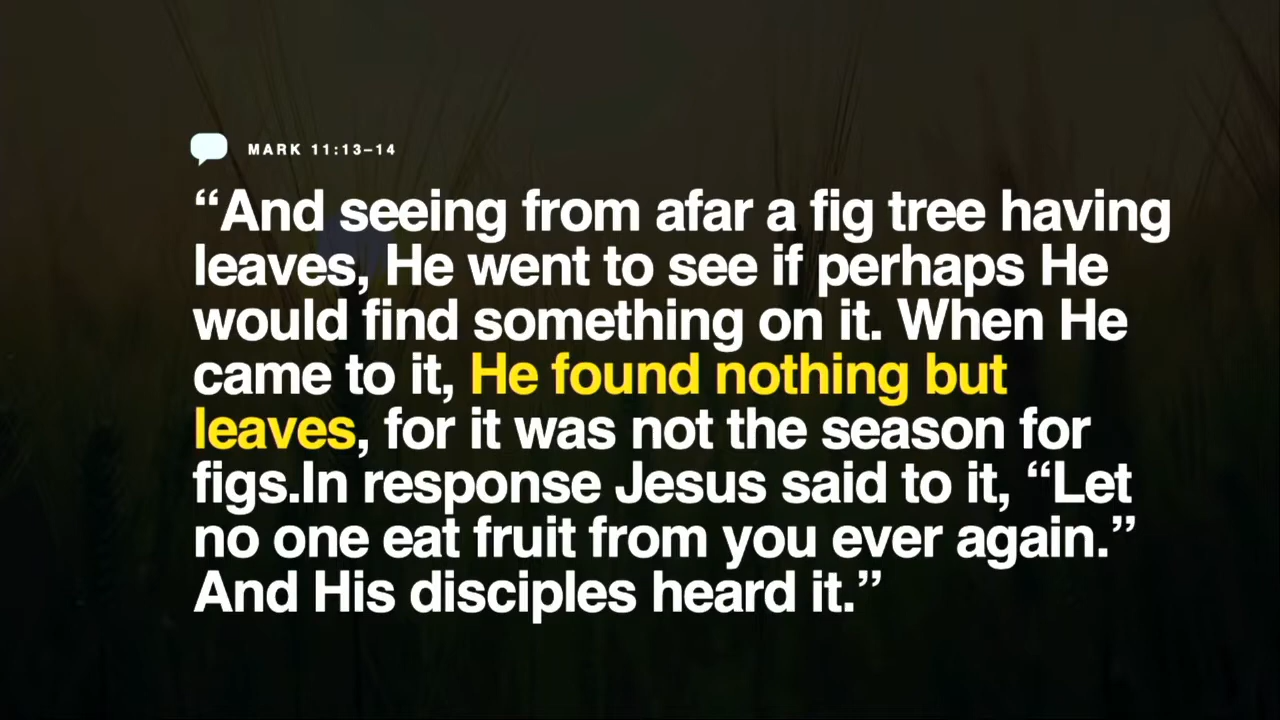 MARK 11:13–14
“And seeing from afar a fig tree having
leaves, He went to see if perhaps He
would find something on it. When He
came to it, He found nothing but
leaves, for it was not the season for
figs.In response Jesus said to it, “Let
no one eat fruit from you ever again.”
And His disciples heard it.”